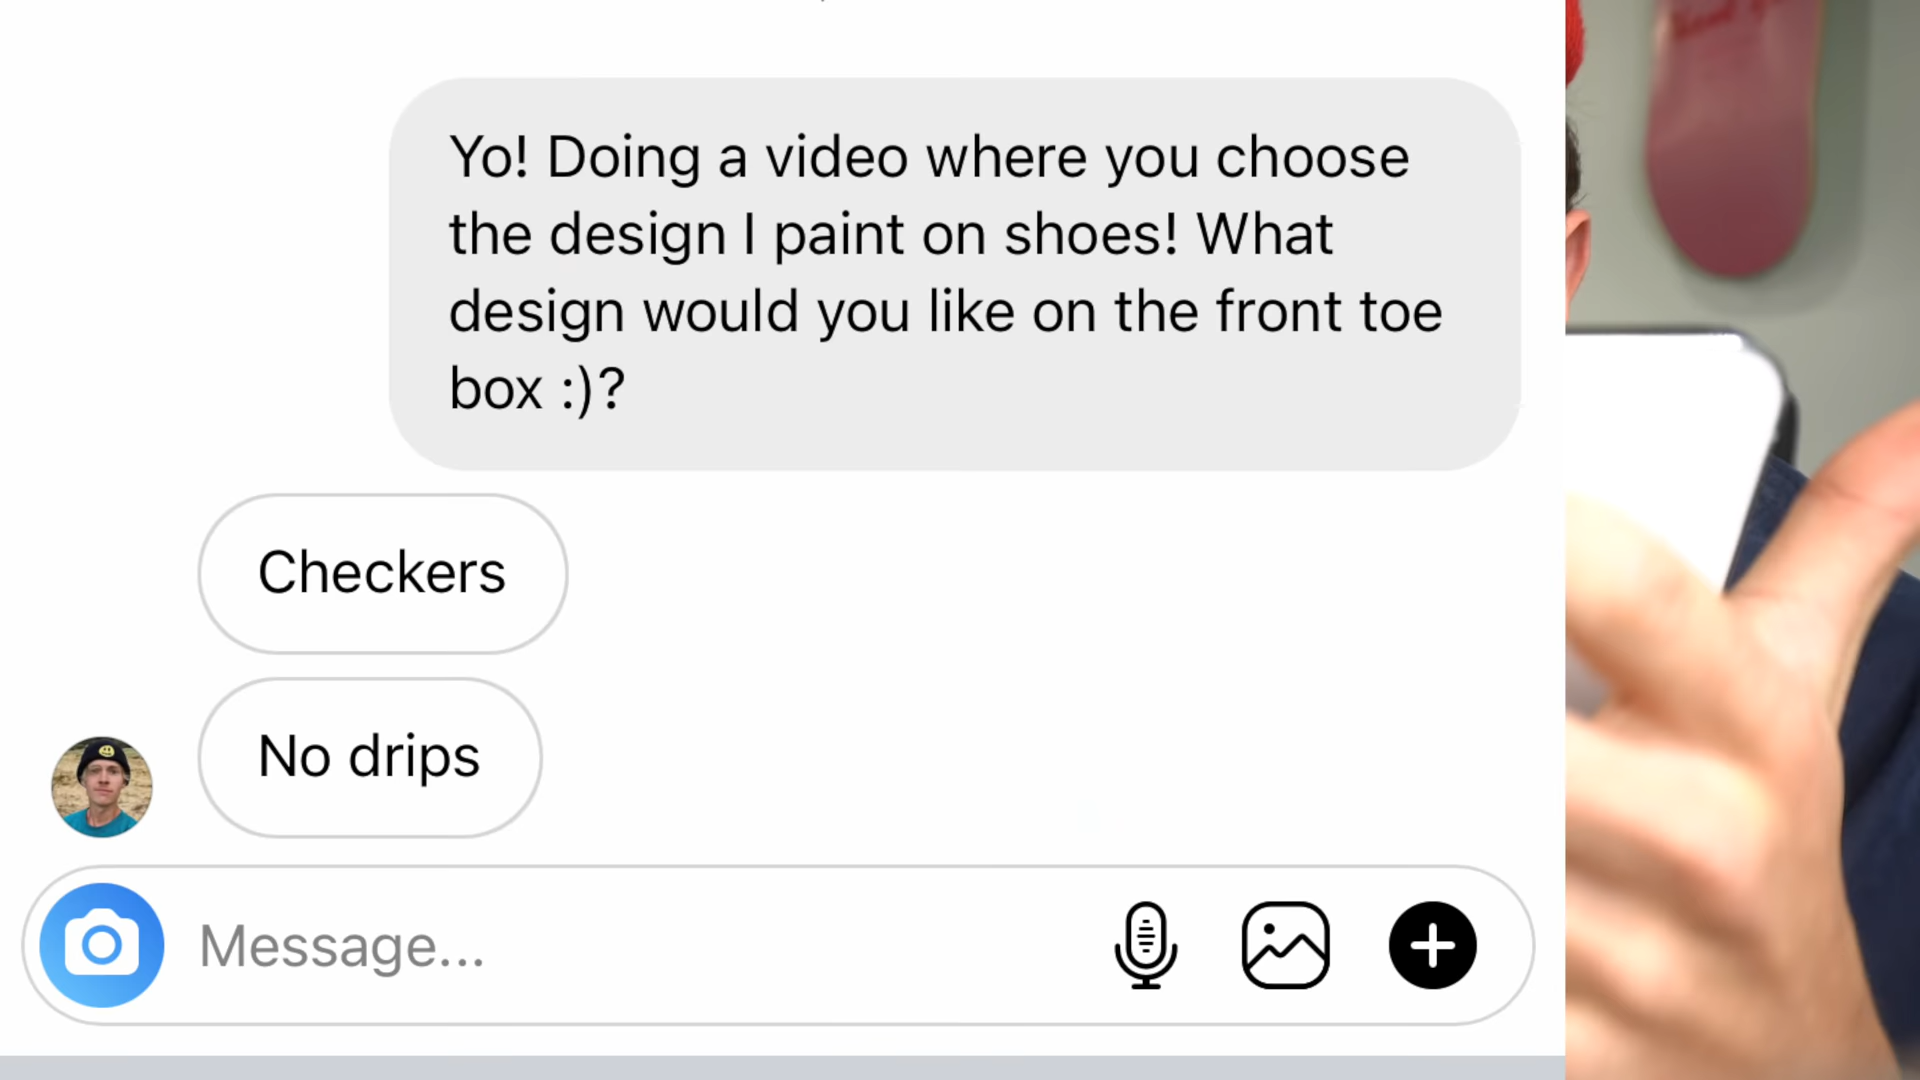 Yo! Doing a video where you choose
the design I paint on shoes! What
design would you like on the front toe
box :)?
Checkers
No drips
Message...